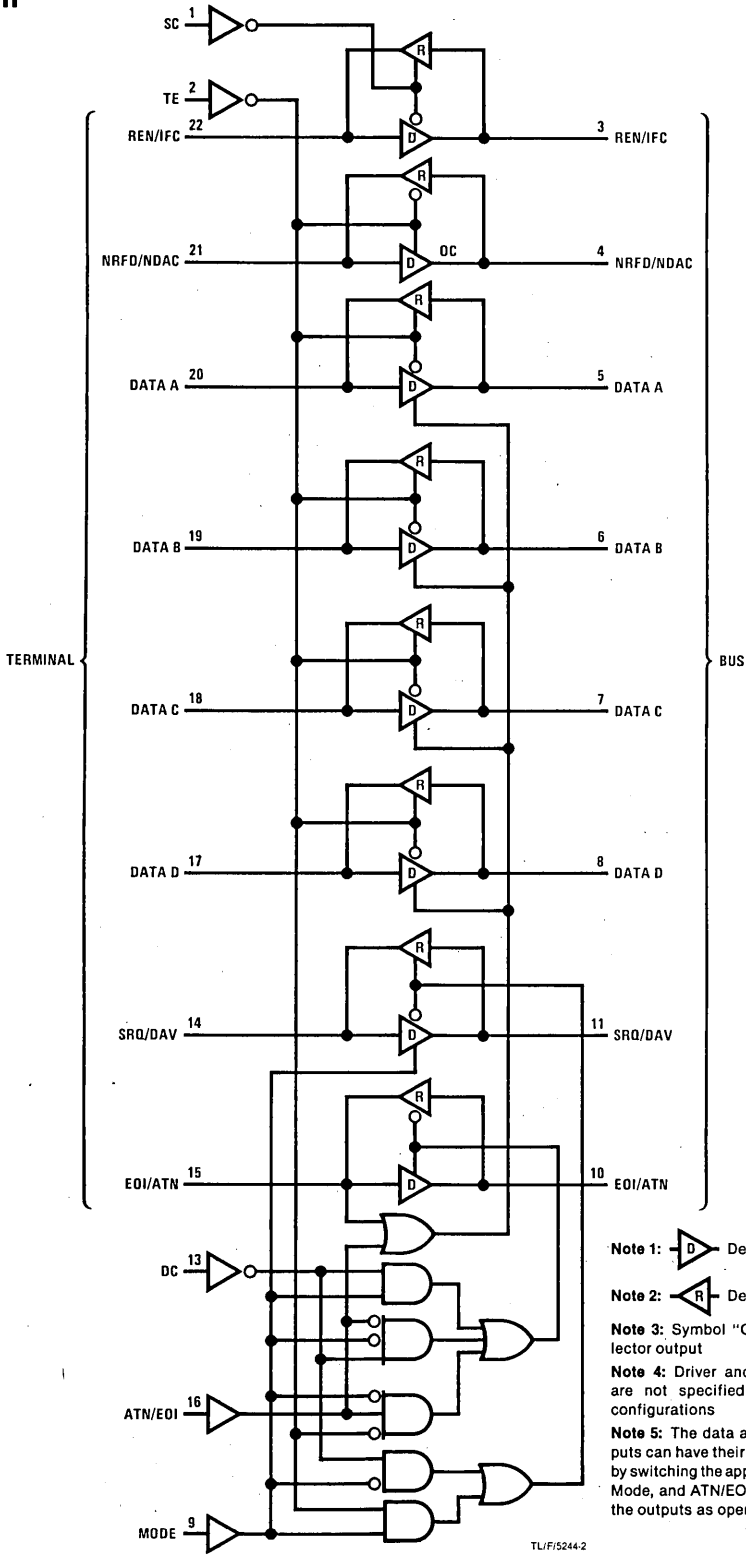 SC 1
R
TE 2
REN/IFC 22 D 3 REN/IFC
R
NRFD/NDAC 21 D OC 4 NRFD/NDAC
R
DATA A 20 D 5 DATA A
R
DATA B 19 D 6 DATA B
R
TERMINAL BUS
DATA C 18 D 7 DATA C
R
DATA D 17 D 8 DATA D
R
SRQ/DAV 14 D 11 SRQ/DAV
R
EOI/ATN 15 D 10 EOI/ATN
DC 13
ATN/EOI 16
MODE 9
Note 1: D De
Note 2: R De
Note 3: Symbol "O
lector output
Note 4: Driver and
are not specified
configurations
Note 5: The data a
puts can have their
by switching the app
Mode, and ATN/EO
the outputs as oper
TL/F/5244-2